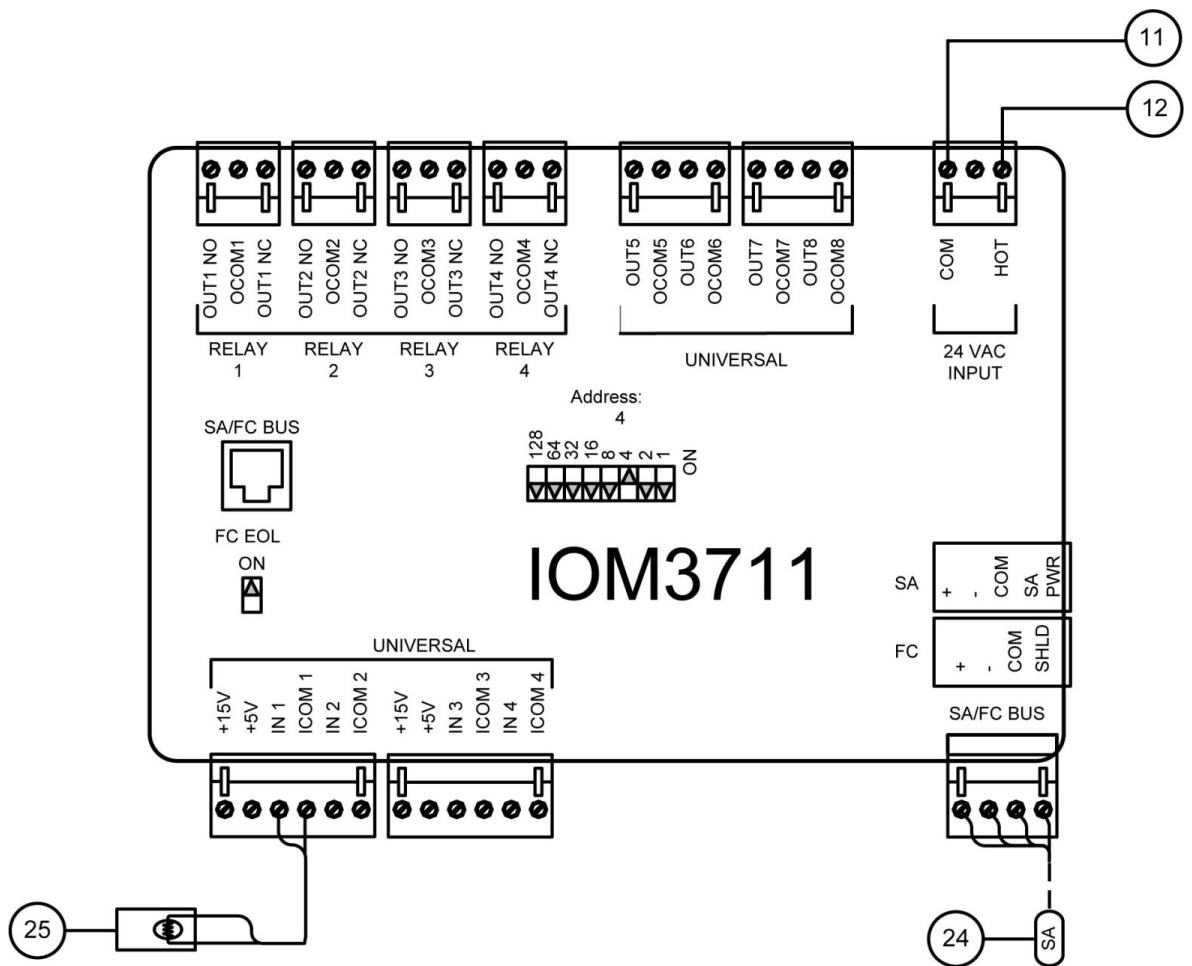 11
12
OUT1 NO
OCOM1
OUT1 NC
OUT2 NO
OCOM2
OUT2 NC
OUT3 NO
OCOM3
OUT3 NC
OUT4 NO
OCOM4
OUT4 NC
OUT5
OCOM5
OUT6
OCOM6
OUT7
OCOM7
OUT8
OCOM8
COM
HOT
RELAY
1
RELAY
2
RELAY
3
RELAY
4
UNIVERSAL
24 VAC
INPUT
Address:
4
128
64
32
16
8
4
2
1
ON
SA/FC BUS
FC EOL
ON
IOM3711
SA
+
-
COM
SA
PWR
FC
+
-
COM
SHLD
SA/FC BUS
UNIVERSAL
+15V
+5V
IN 1
ICOM 1
IN 2
ICOM 2
+15V
+5V
IN 3
ICOM 3
IN 4
ICOM 4
25
24
SA